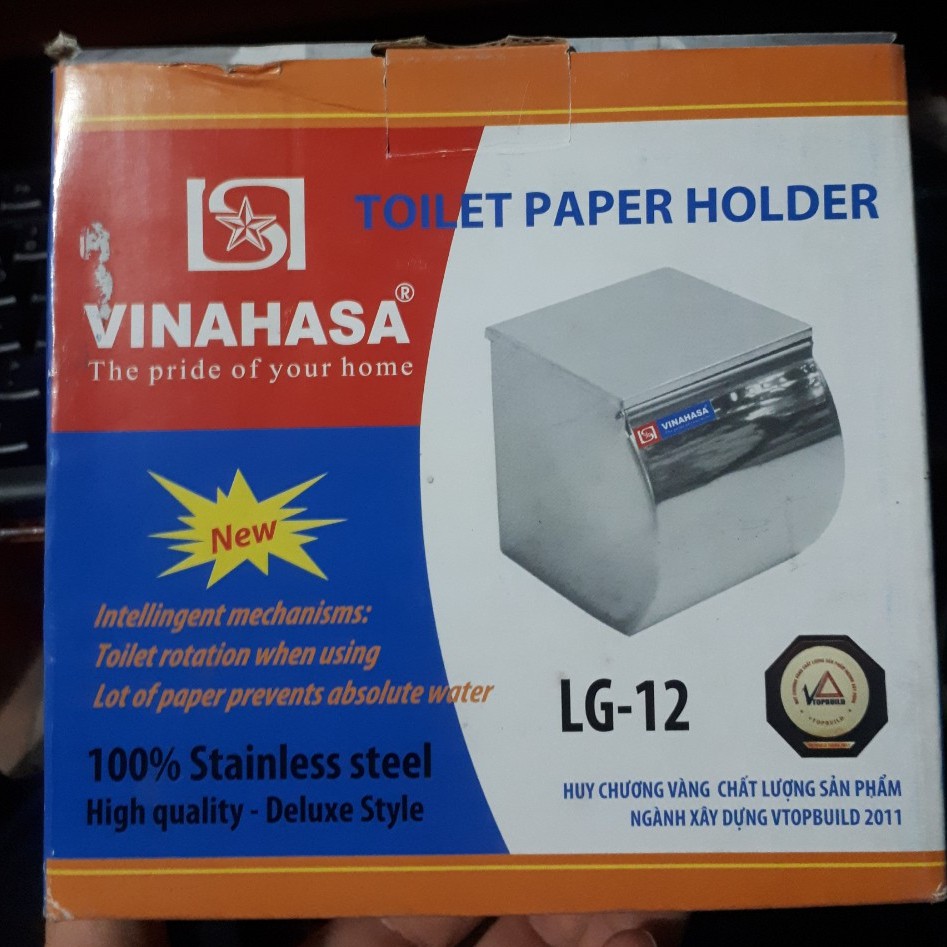 TOILET PAPER HOLDER
VINAHASA®
The pride of your home
VINAHASA
New
Intellingent mechanisms:
Toilet rotation when using
Lot of paper prevents absolute water
100% Stainless steel
High quality - Deluxe Style
LG-12
VTOPBUILD
VTOPBUILD
HUY CHƯƠNG VÀNG CHẤT LƯỢNG SẢN PHẨM
NGÀNH XÂY DỰNG VTOPBUILD 2011